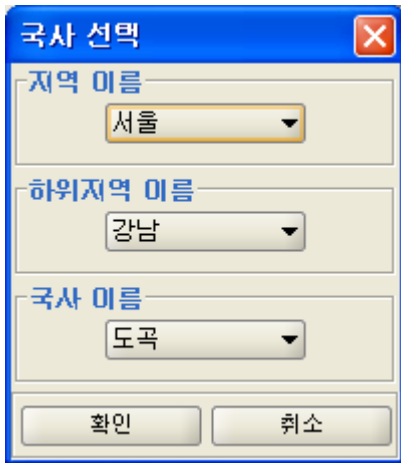 국사 선택
지역 이름
서울
하위지역 이름
강남
국사 이름
도곡
확인 취소